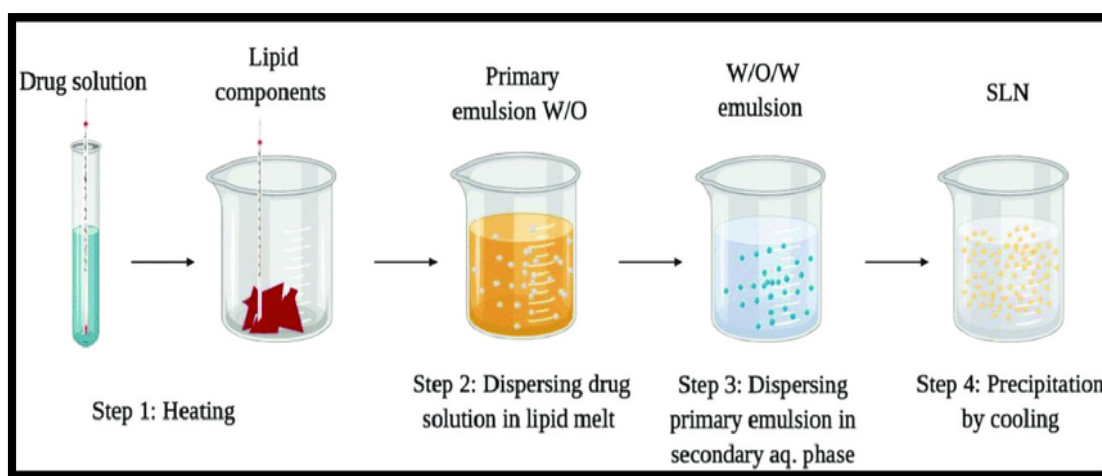 Drug solution
Lipid
components
Primary
emulsion W/O
W/O/W
emulsion
SLN
Step 1: Heating
Step 2: Dispersing drug
solution in lipid melt
Step 3: Dispersing
primary emulsion in
secondary aq. phase
Step 4: Precipitation
by cooling